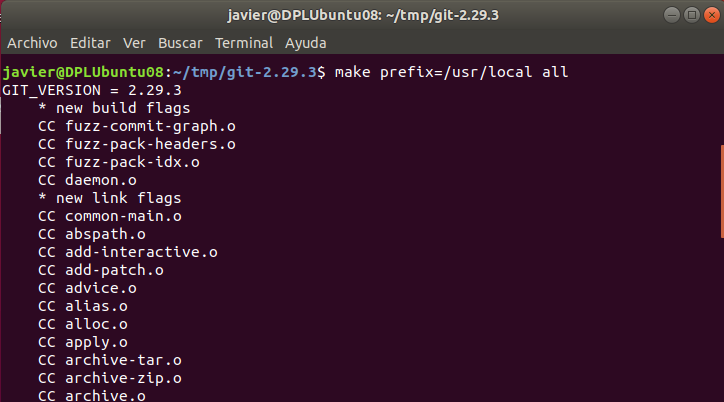 javier@DPLUbuntu08: ~/tmp/git-2.29.3
Archivo Editar Ver Buscar Terminal Ayuda
javier@DPLUbuntu08:~/tmp/git-2.29.3$ make prefix=/usr/local all
GIT_VERSION = 2.29.3
    * new build flags
    CC fuzz-commit-graph.o
    CC fuzz-pack-headers.o
    CC fuzz-pack-idx.o
    CC daemon.o
    * new link flags
    CC common-main.o
    CC abspath.o
    CC add-interactive.o
    CC add-patch.o
    CC advice.o
    CC alias.o
    CC alloc.o
    CC apply.o
    CC archive-tar.o
    CC archive-zip.o
    CC archive.o